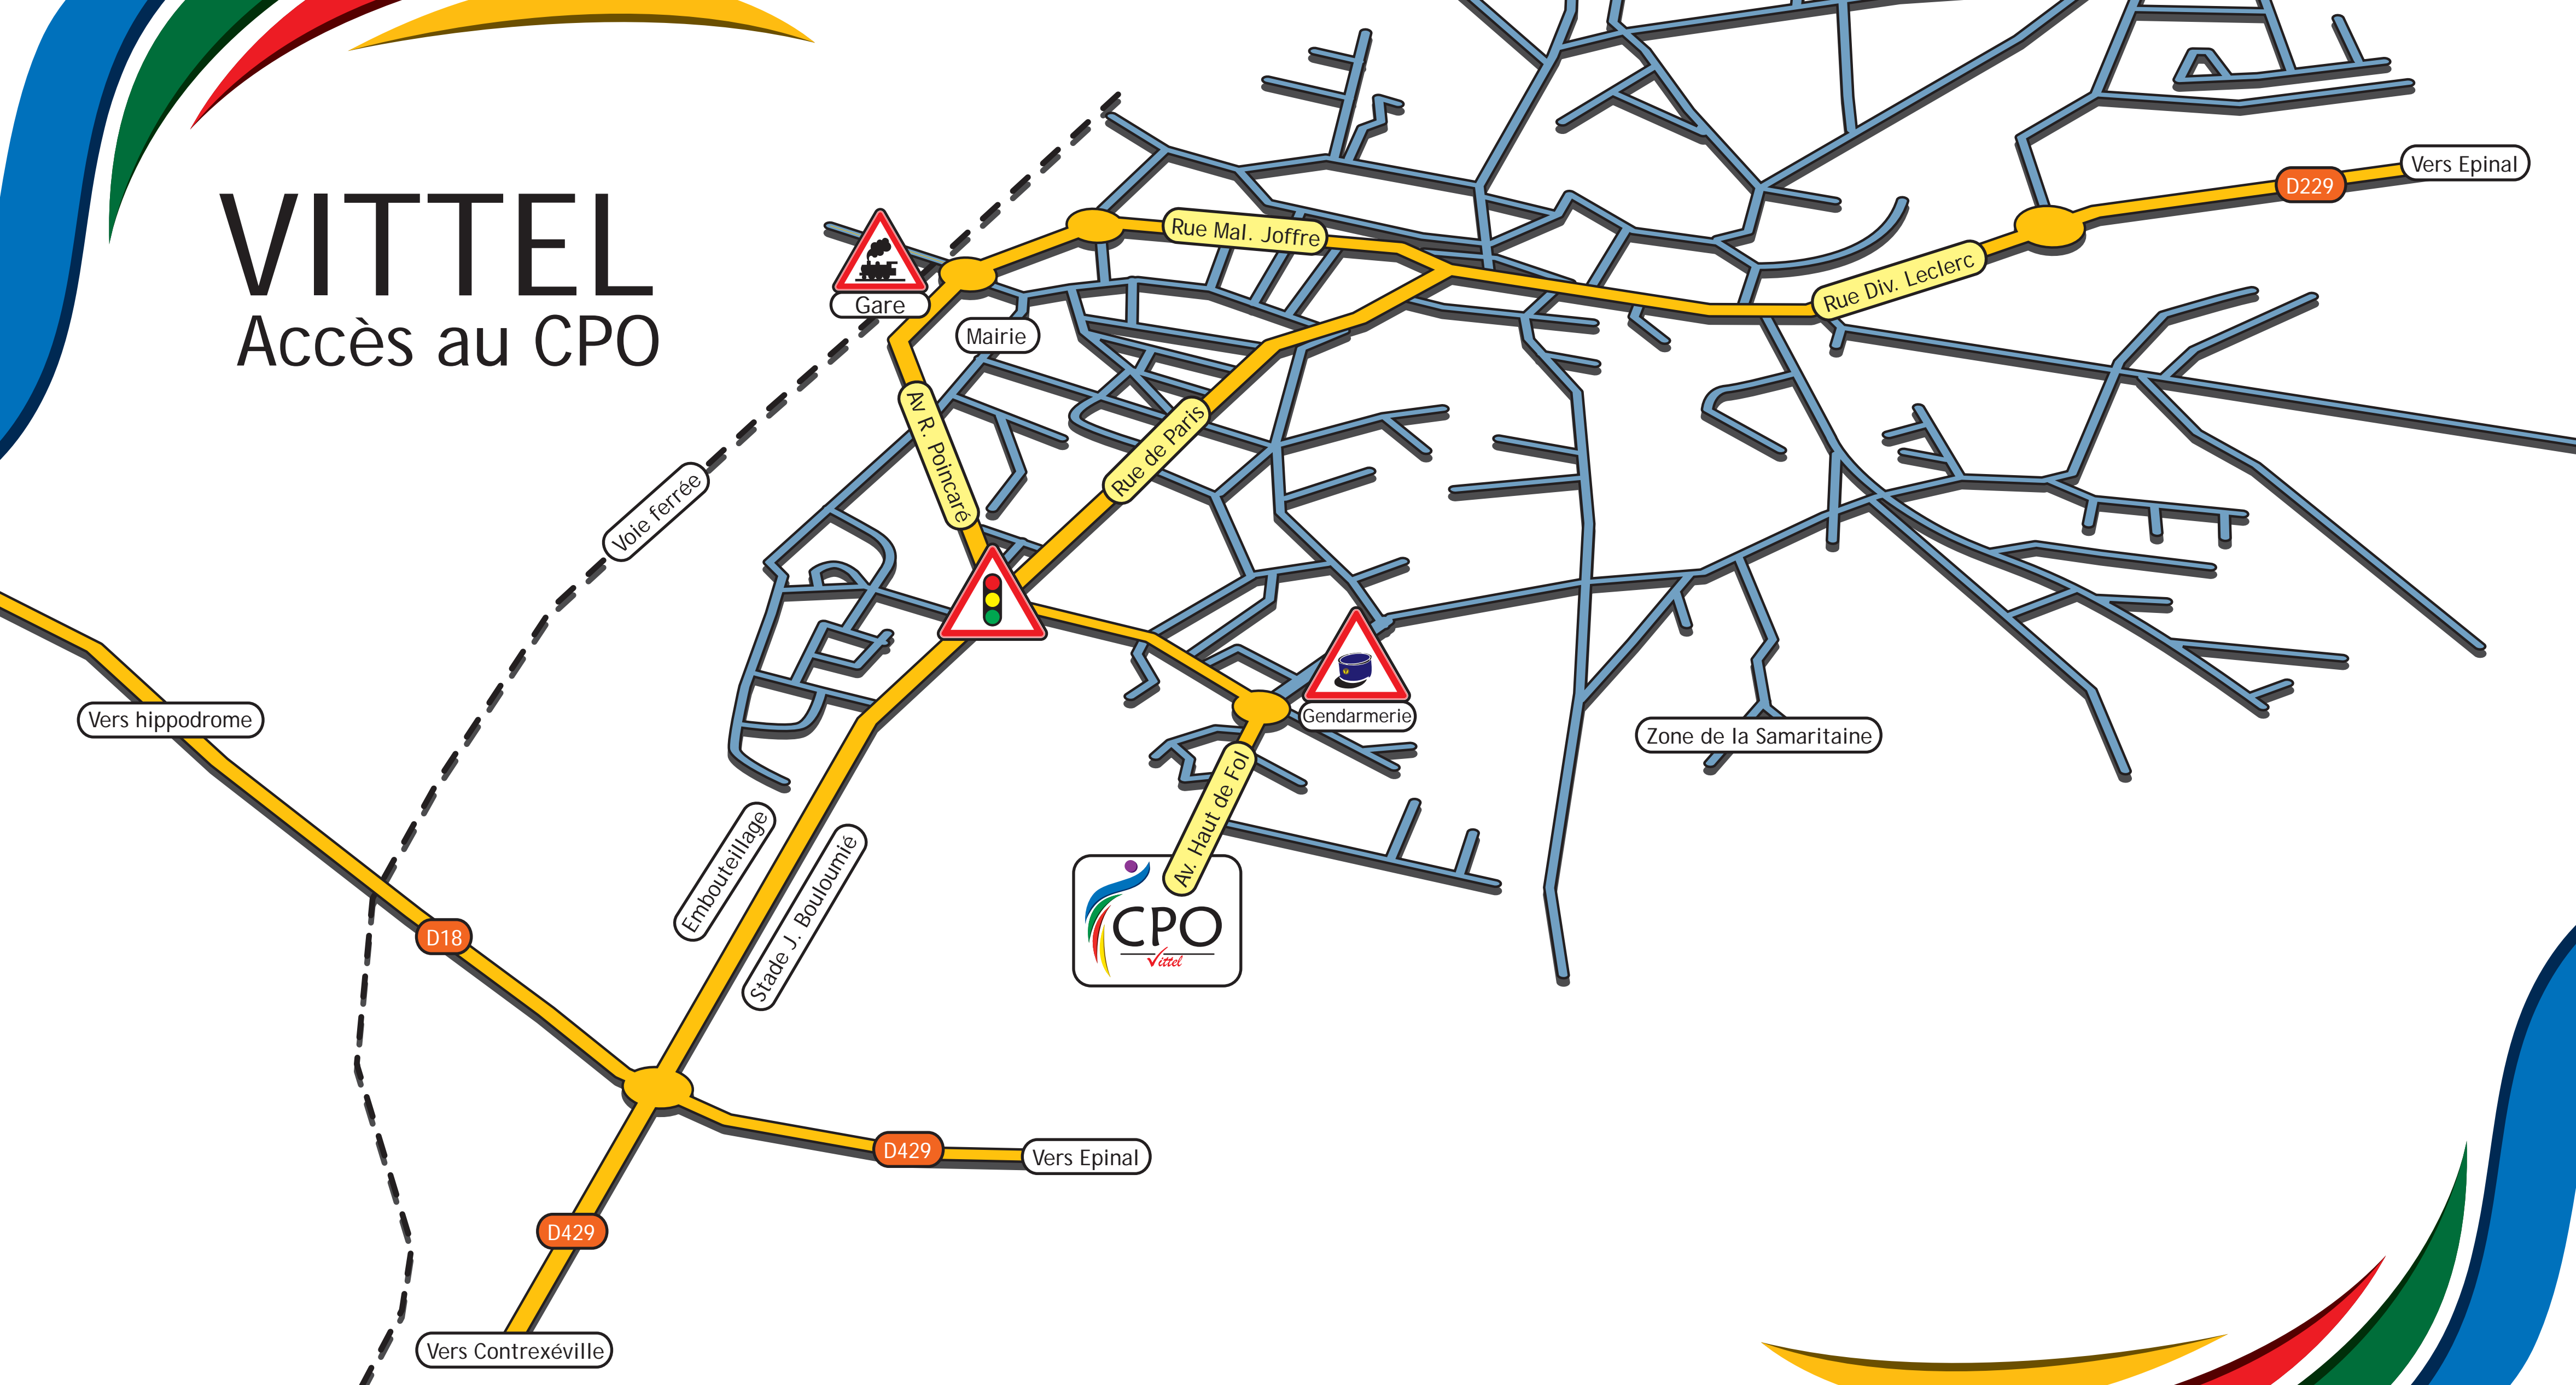 VITTEL
Accès au CPO
Vers Epinal
D229
Rue Mal. Joffre
Rue Div. Leclerc
Gare
Mairie
Av R. Poincaré
Rue de Paris
Voie ferrée
Vers hippodrome
Gendarmerie
Zone de la Samaritaine
Av. Haut de Fol
Embouteillage
Stade J. Bouloumié
CPO
Vittel
D18
D429
Vers Epinal
D429
Vers Contrexéville